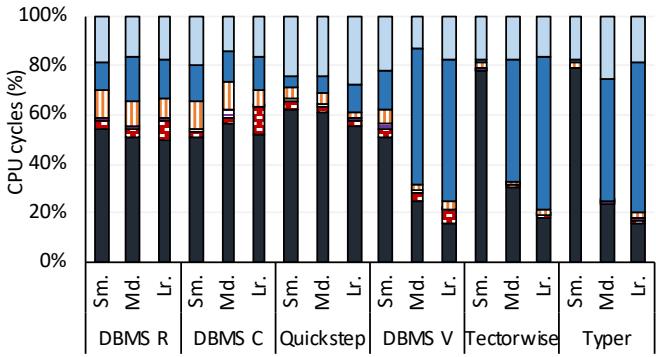 CPU cycles (%)
100%
80%
60%
40%
20%
0%
Sm. Md. Lr. Sm. Md. Lr. Sm. Md. Lr. Sm. Md. Lr. Sm. Md. Lr. Sm. Md. Lr.
DBMS R DBMS C Quickstep DBMS V Tectorwise Typer